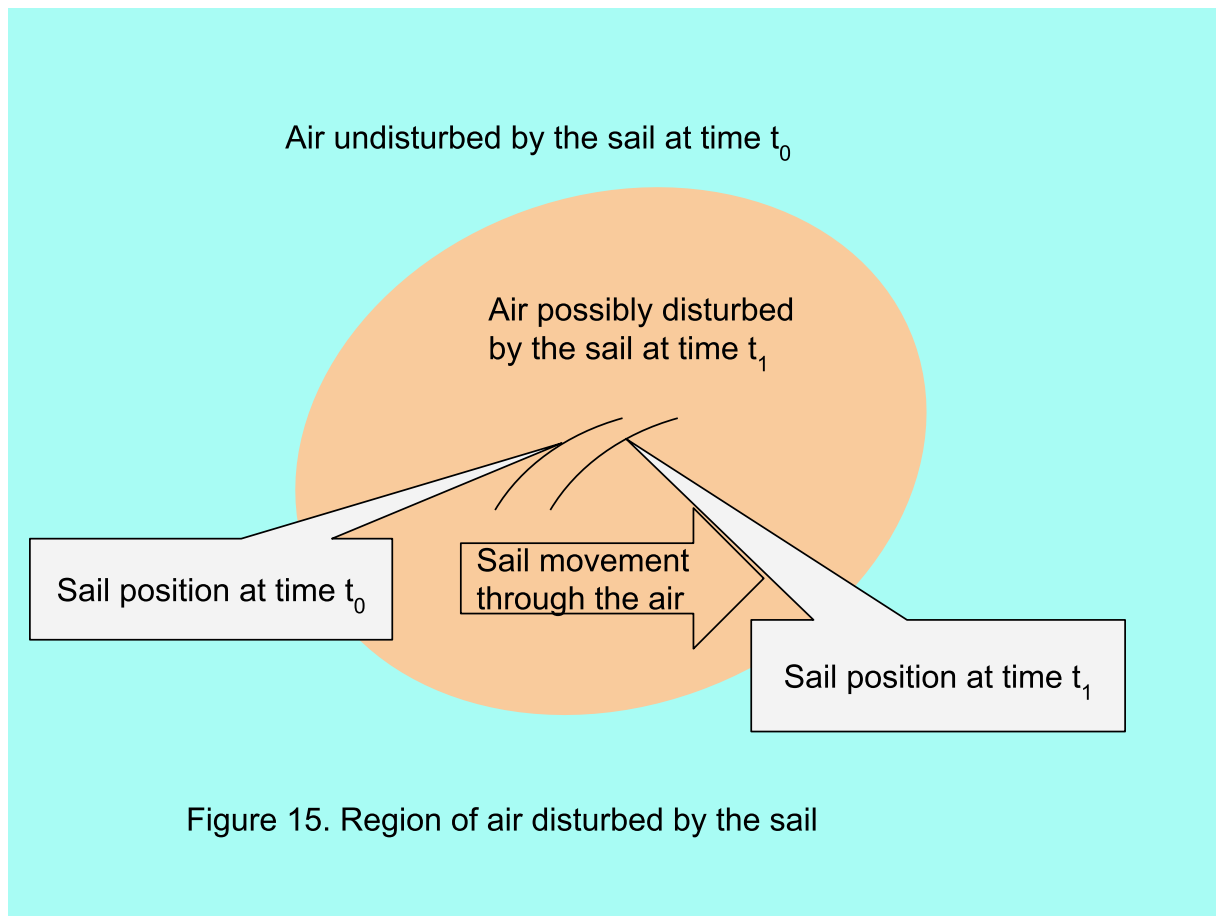 Air undisturbed by the sail at time t₀
Air possibly disturbed
by the sail at time t₁
Sail movement
through the air
Sail position at time t₀
Sail position at time t₁
Figure 15. Region of air disturbed by the sail